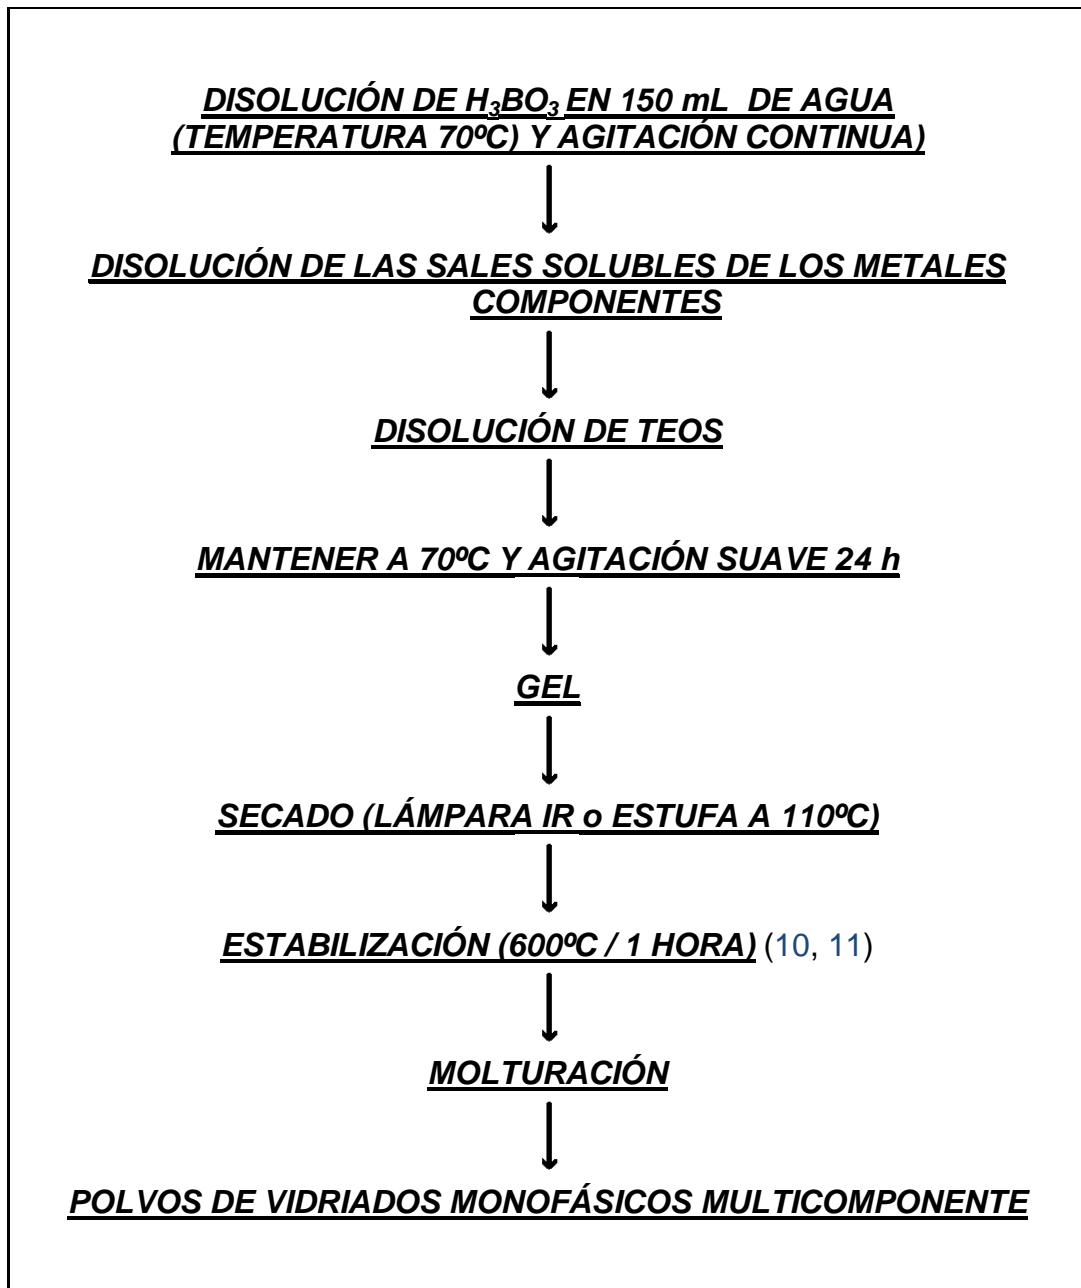 DISOLUCIÓN DE H₃BO₃ EN 150 mL DE AGUA
(TEMPERATURA 70ºC) Y AGITACIÓN CONTINUA)
DISOLUCIÓN DE LAS SALES SOLUBLES DE LOS METALES
COMPONENTES
DISOLUCIÓN DE TEOS
MANTENER A 70ºC Y AGITACIÓN SUAVE 24 h
GEL
SECADO (LÁMPARA IR o ESTUFA A 110ºC)
ESTABILIZACIÓN (600ºC / 1 HORA) (10, 11)
MOLTURACIÓN
POLVOS DE VIDRIADOS MONOFÁSICOS MULTICOMPONENTE